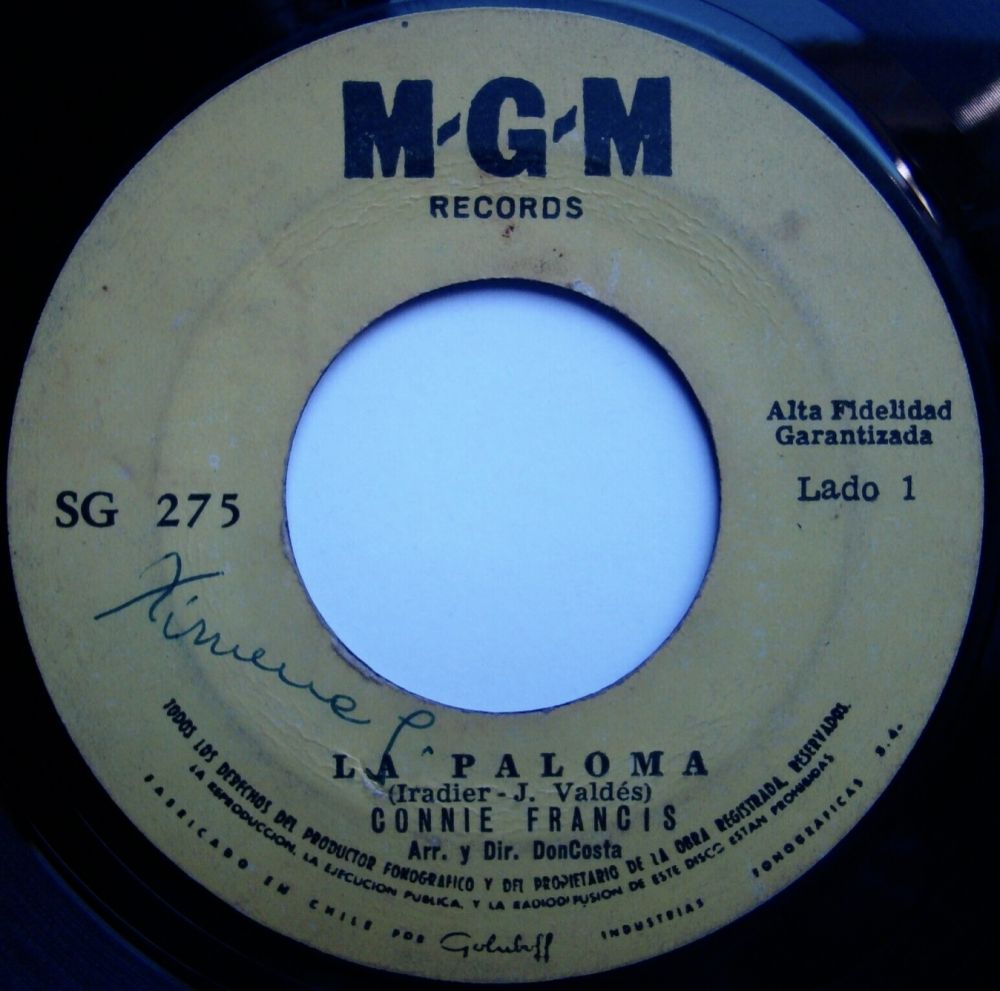 M-G-M
RECORDS
Alta Fidelidad
Garantizada
Lado 1
SG 275
LA PALOMA
(Iradier - J. Valdés)
CONNIE FRANCIS
Arr. y Dir. DonCosta
TODOS LOS DERECHOS DEL PRODUCTOR FONOGRAFICO Y DEL PROPIETARIO DE LA OBRA REGISTRADA, RESERVADOS.
LA REPRODUCCION, LA EJECUCION PUBLICA, Y LA RADIODIFUSION DE ESTE DISCO ESTAN PROHIBIDAS
FABRICADO EN CHILE POR Goluboff INDUSTRIAS FONOGRAFICAS S.A.